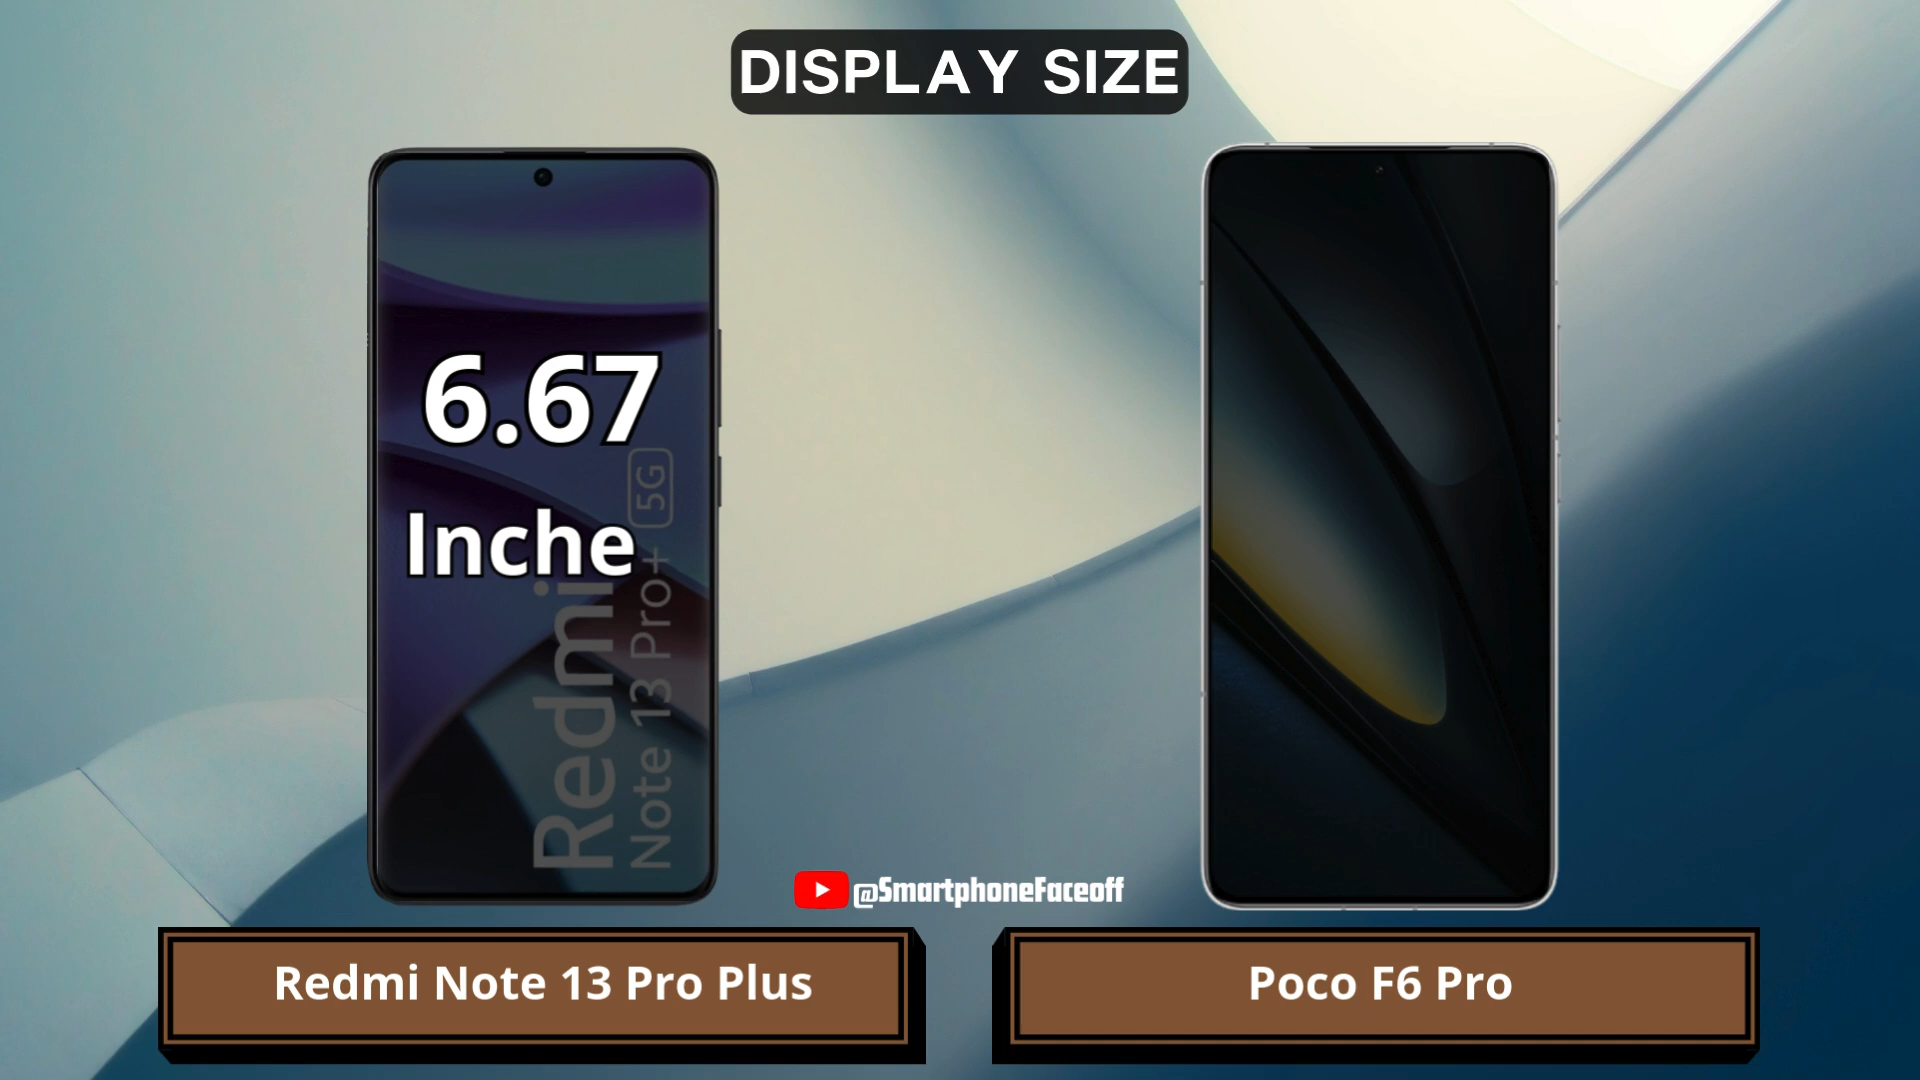 DISPLAY SIZE
6.67
Inche
Redmi
Note 13 Pro+ 5G
@SmartphoneFaceoff
Redmi Note 13 Pro Plus
Poco F6 Pro